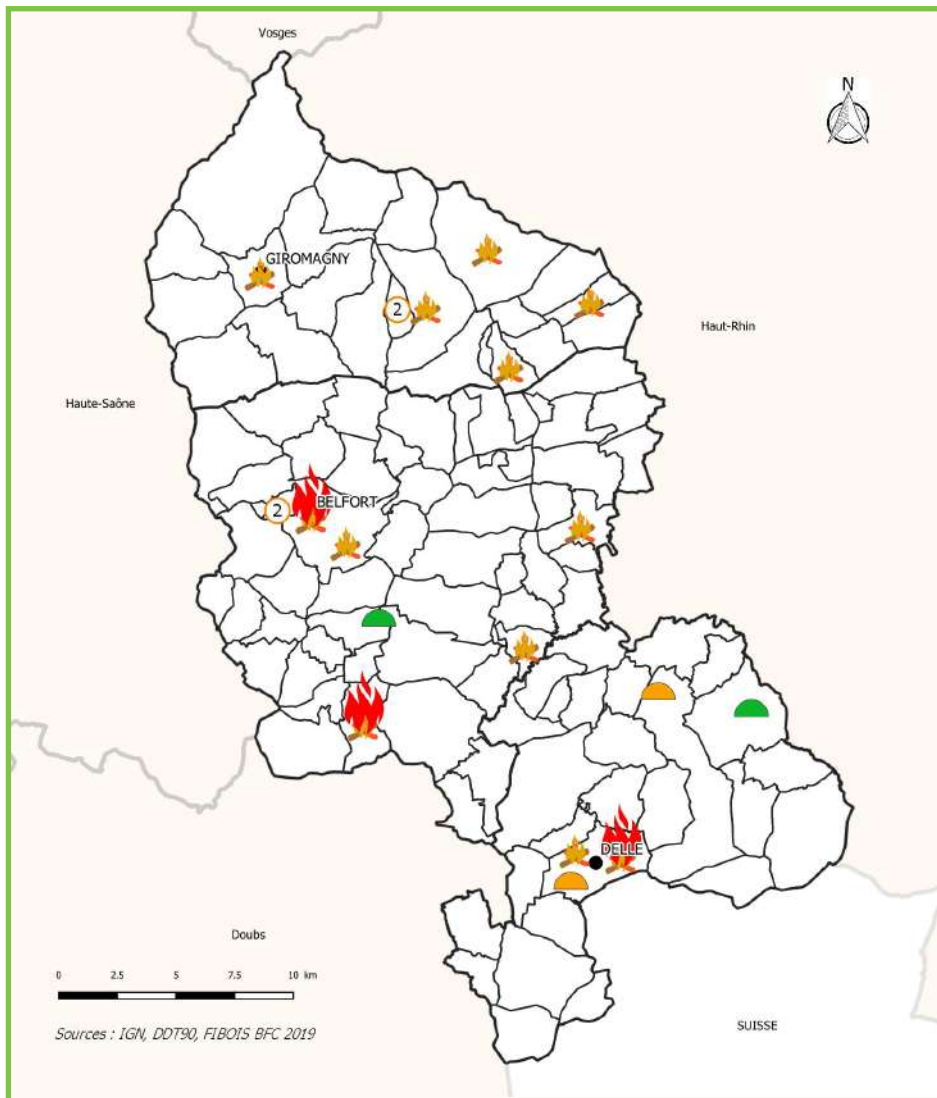 Vosges
N
GIROMAGNY
2
Haut-Rhin
Haute-Saône
BELFORT
2
DELLE
Doubs
0 2.5 5 7.5 10 km
Sources : IGN, DDT90, FIBOIS BFC 2019
SUISSE